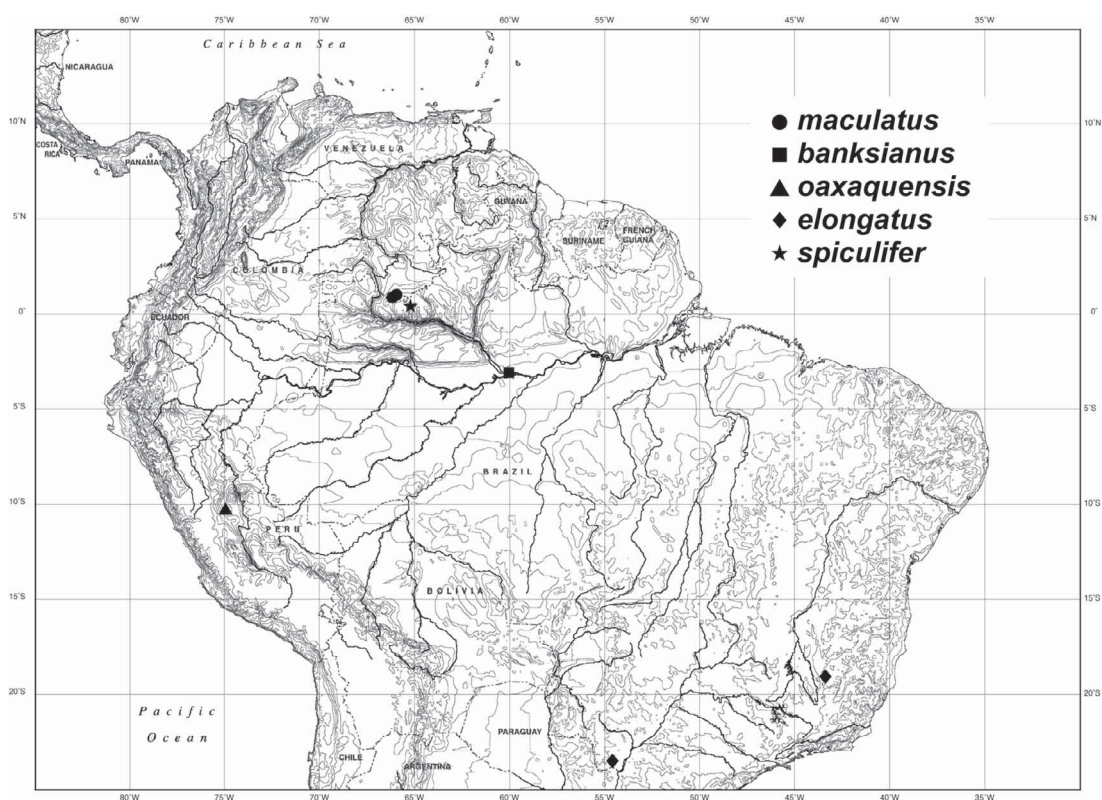 80°W 75°W 70°W 65°W 60°W 55°W 50°W 45°W 40°W 35°W
Caribbean Sea
NICARAGUA
10°N 10°N
COSTA
RICA
PANAMA
VENEZUELA
maculatus
banksianus
oaxaquensis
elongatus
spiculifer
GUYANA
5°N 5°N
SURINAME
FRENCH
GUIANA
COLOMBIA
ECUADOR
0° 0°
5°S 5°S
BRAZIL
10°S 10°S
PERU
BOLIVIA
15°S 15°S
20°S 20°S
Pacific
Ocean
PARAGUAY
CHILE
ARGENTINA
80°W 75°W 70°W 65°W 60°W 55°W 50°W 45°W 40°W 35°W